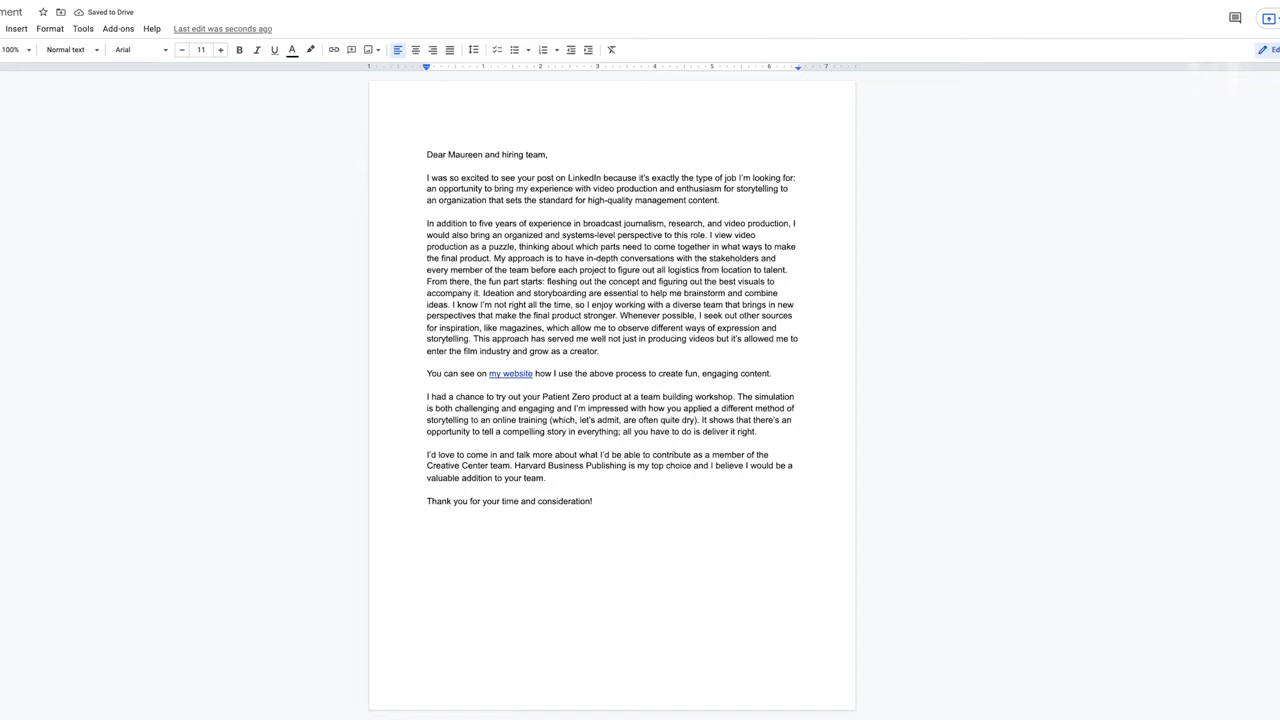 ment
Saved to Drive
Insert Format Tools Add-ons Help Last edit was seconds ago
100% Normal text Arial − 11 + B I U A
1 1 2 3 4 5 6 7
Dear Maureen and hiring team,
I was so excited to see your post on LinkedIn because it's exactly the type of job I'm looking for:
an opportunity to bring my experience with video production and enthusiasm for storytelling to
an organization that sets the standard for high-quality management content.
In addition to five years of experience in broadcast journalism, research, and video production, I
would also bring an organized and systems-level perspective to this role. I view video
production as a puzzle, thinking about which parts need to come together in what ways to make
the final product. My approach is to have in-depth conversations with the stakeholders and
every member of the team before each project to figure out all logistics from location to talent.
From there, the fun part starts: fleshing out the concept and figuring out the best visuals to
accompany it. Ideation and storyboarding are essential to help me brainstorm and combine
ideas. I know I'm not right all the time, so I enjoy working with a diverse team that brings in new
perspectives that make the final product stronger. Whenever possible, I seek out other sources
for inspiration, like magazines, which allow me to observe different ways of expression and
storytelling. This approach has served me well not just in producing videos but it's allowed me to
enter the film industry and grow as a creator.
You can see on my website how I use the above process to create fun, engaging content.
I had a chance to try out your Patient Zero product at a team building workshop. The simulation
is both challenging and engaging and I'm impressed with how you applied a different method of
storytelling to an online training (which, let's admit, are often quite dry). It shows that there's an
opportunity to tell a compelling story in everything; all you have to do is deliver it right.
I'd love to come in and talk more about what I'd be able to contribute as a member of the
Creative Center team. Harvard Business Publishing is my top choice and I believe I would be a
valuable addition to your team.
Thank you for your time and consideration!